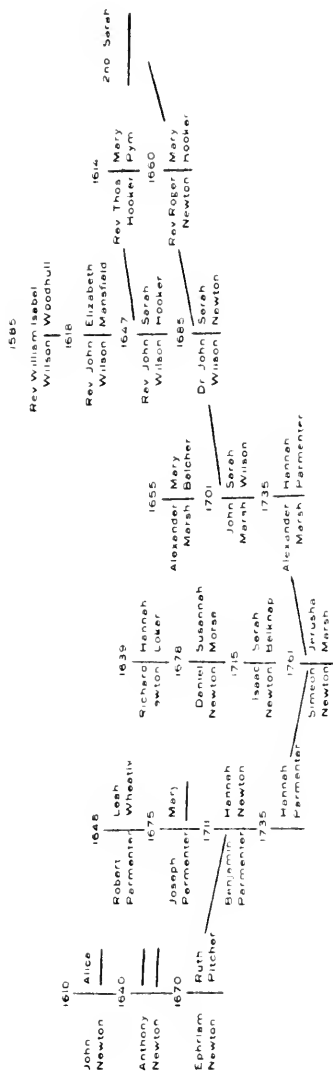 1610
John Alice
Newton
1640
Anthony
Newton
1670
Ephriam Ruth
Newton Pitcher
1648
Robert Leah
Parmenter Wheatly
1675
Joseph Mary
Parmenter
1711
Benjamin Hannah
Parmenter Newton
1735
Hannah
Parmenter
1639
Richard Hannah
ewton Loker
1678
Daniel Susannah
Newton Morse
1715
Isaac Sarah
Newton Belknap
1761
Simeon Jerusha
Newton Marsh
1655
Alexander Mary
Marsh Belcher
1701
John Sarah
Marsh Wilson
1735
Alexander Hannah
Marsh Parmenter
1585
Rev William Isabel
Wilson Woodhull
1618
Rev John Elizabeth
Wilson Mansfield
1647
Rev John Sarah
Wilson Hooker
1685
Dr John Sarah
Wilson Newton
1614
Rev Thos Mary
Hooker Pym
1660
Rev Roger Mary
Newton Hooker
2nd Sarah